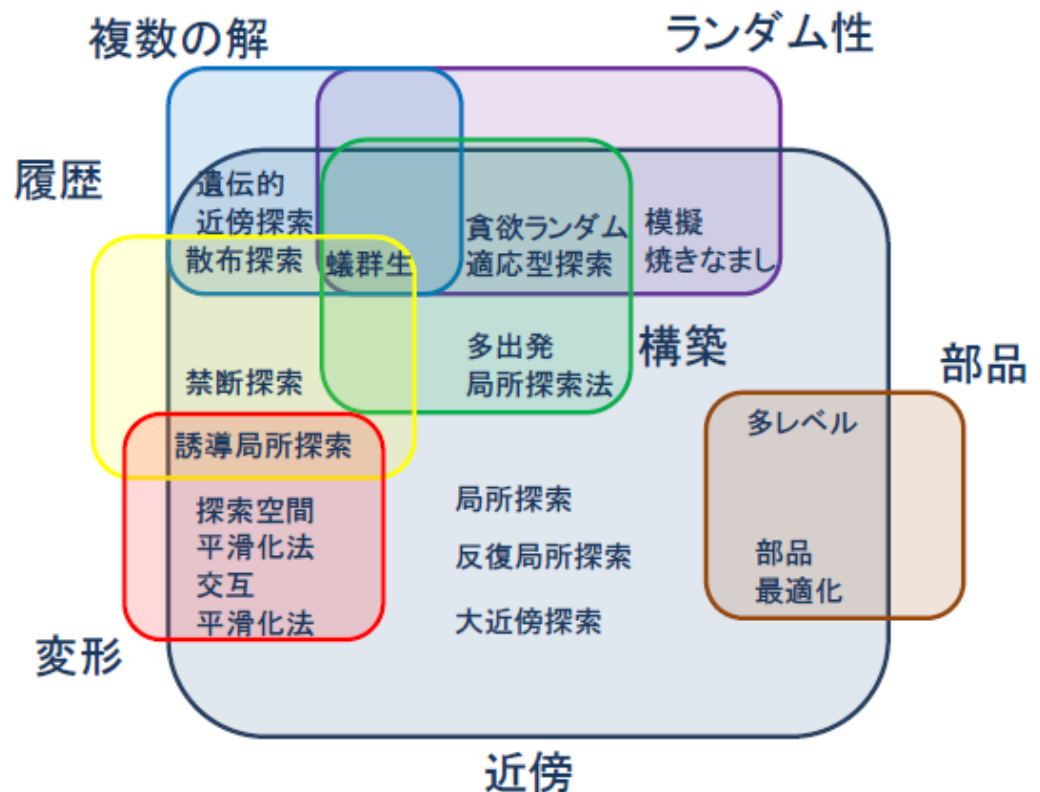 複数の解
ランダム性
履歴
遺伝的
近傍探索
散布探索
蟻群生
貪欲ランダム
適応型探索
模擬
焼きなまし
多出発
局所探索法
構築
部品
禁断探索
多レベル
誘導局所探索
探索空間
平滑化法
交互
平滑化法
局所探索
反復局所探索
大近傍探索
部品
最適化
変形
近傍